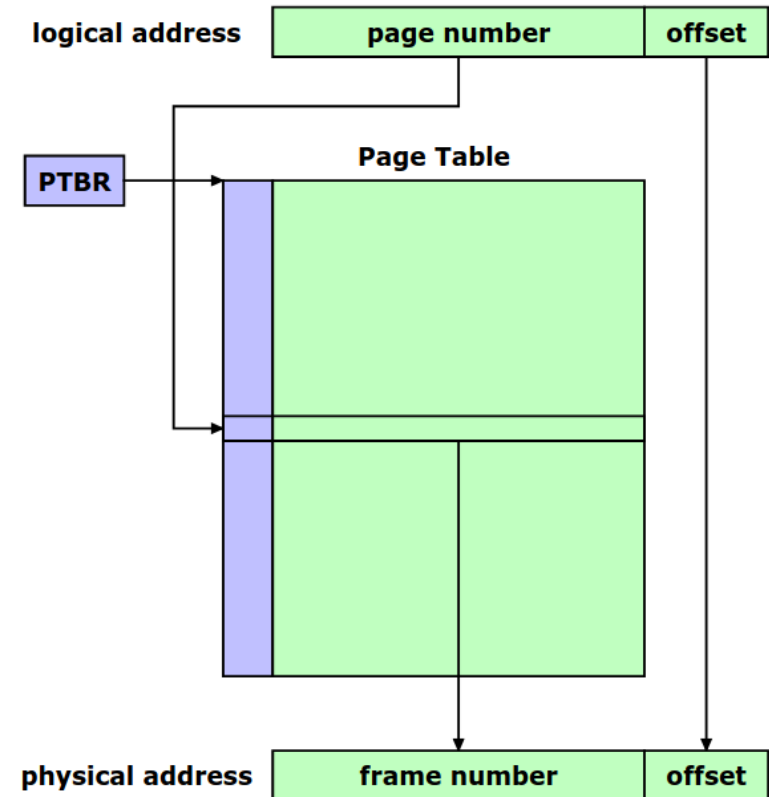 logical address page number offset
Page Table
PTBR
physical address frame number offset